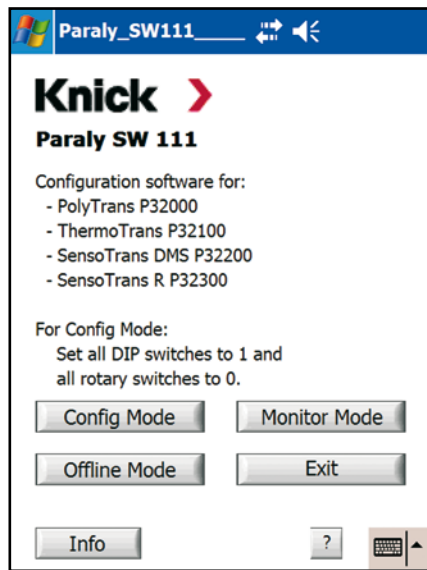 Paraly_SW111____
Knick
Paraly SW 111
Configuration software for:
- PolyTrans P32000
- ThermoTrans P32100
- SensoTrans DMS P32200
- SensoTrans R P32300
For Config Mode:
Set all DIP switches to 1 and
all rotary switches to 0.
Config Mode Monitor Mode
Offline Mode Exit
Info ?